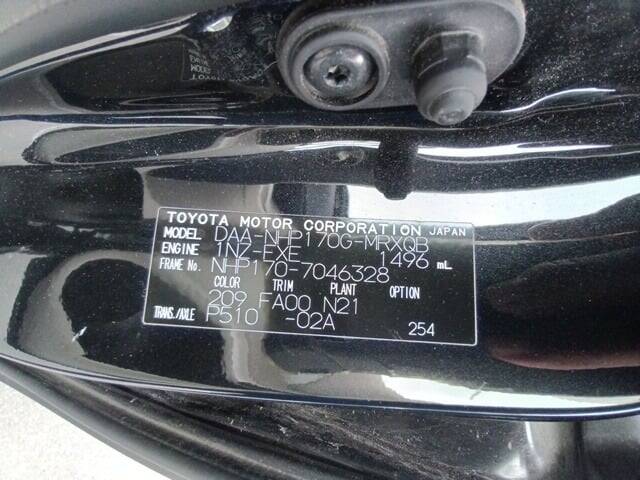 TOYOTA MOTOR CORPORATION JAPAN
MODEL DAA-NHP170G-MRXQB
ENGINE 1NZ-EXE 1496 mL
FRAME No. NHP170-7046328
COLOR TRIM PLANT OPTION
209 FA00 N21
TRANS./AXLE P510 -02A 254